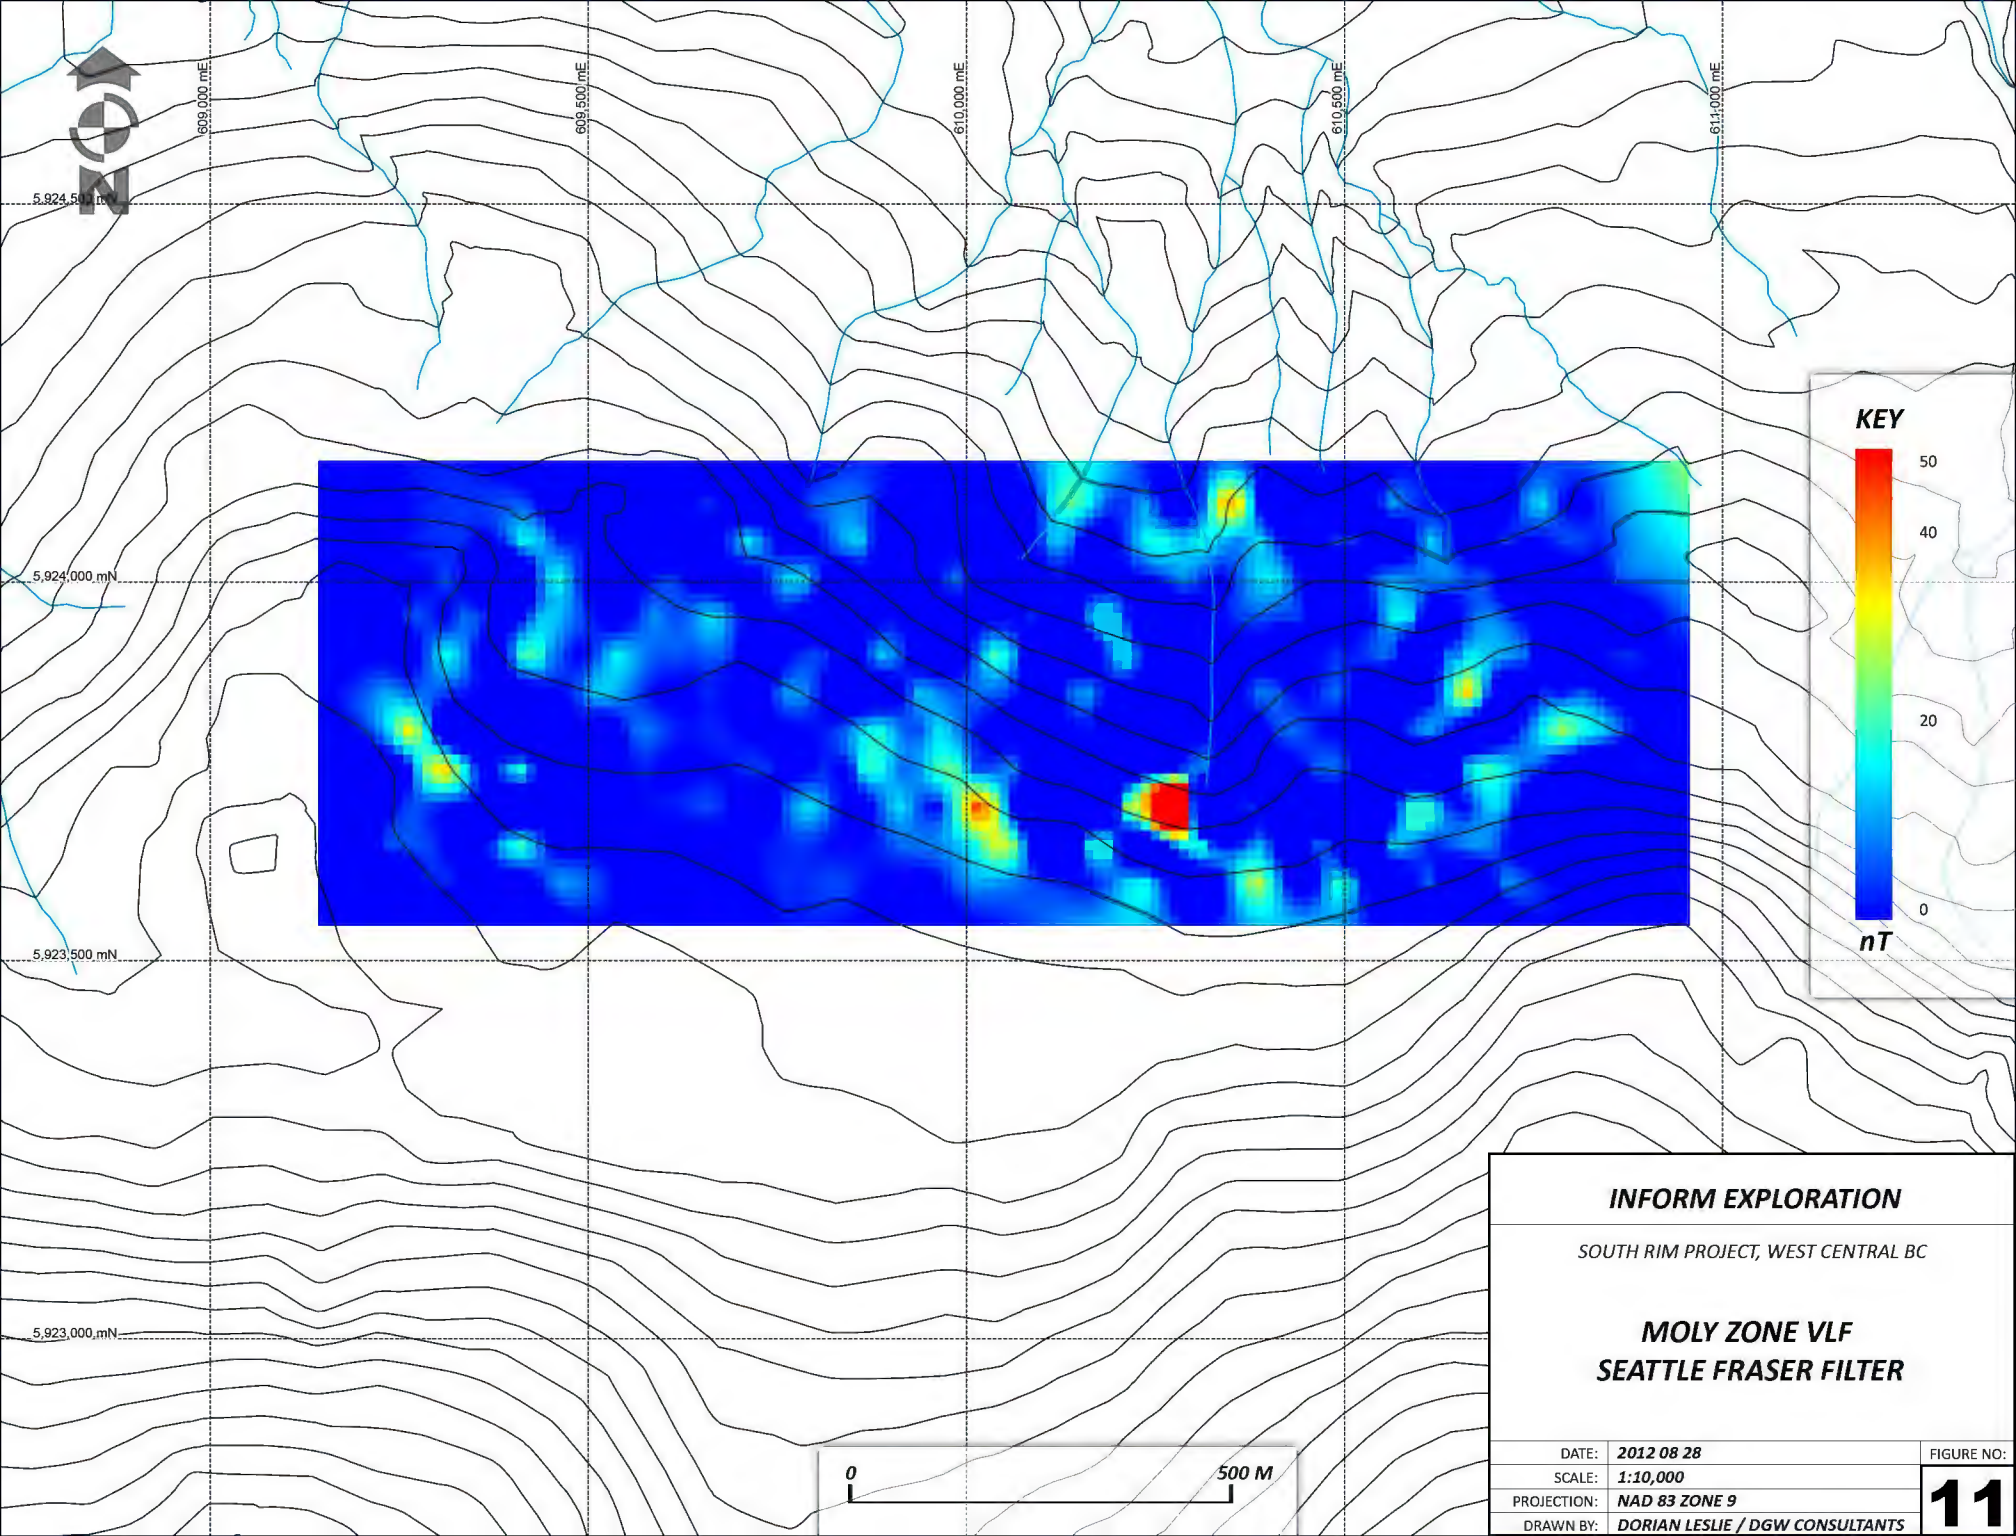 609,000 mE
609,500 mE
610,000 mE
610,500 mE
611,000 mE
N
5,924,500 mN
5,924,000 mN
5,923,500 mN
5,923,000 mN
KEY
50
40
20
0
nT
INFORM EXPLORATION
SOUTH RIM PROJECT, WEST CENTRAL BC
MOLY ZONE VLF
SEATTLE FRASER FILTER
DATE: 2012 08 28
SCALE: 1:10,000
PROJECTION: NAD 83 ZONE 9
DRAWN BY: DORIAN LESLIE / DGW CONSULTANTS
FIGURE NO:
11
0 500 M